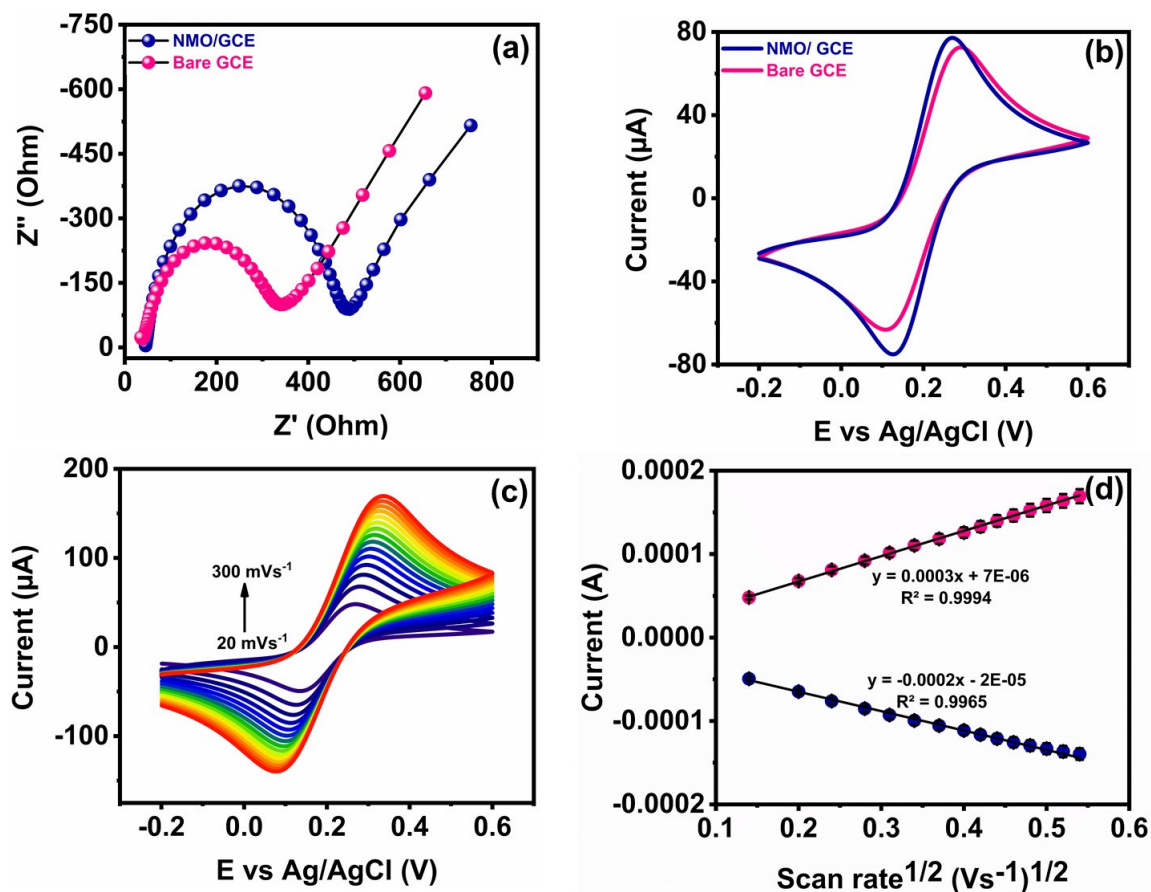 (a)
NMO/GCE
Bare GCE
-750
-600
-450
-300
-150
0
0 200 400 600 800
Z'' (Ohm)
Z' (Ohm)
(b)
NMO/ GCE
Bare GCE
80
40
0
-40
-80
-0.2 0.0 0.2 0.4 0.6
Current (µA)
E vs Ag/AgCl (V)
(c)
200
100
0
-100
300 mVs⁻¹
20 mVs⁻¹
-0.2 0.0 0.2 0.4 0.6
Current (µA)
E vs Ag/AgCl (V)
(d)
0.0002
0.0001
0.0000
-0.0001
-0.0002
y = 0.0003x + 7E-06
R² = 0.9994
y = -0.0002x - 2E-05
R² = 0.9965
0.1 0.2 0.3 0.4 0.5 0.6
Current (A)
Scan rate^1/2 (Vs⁻¹)^1/2